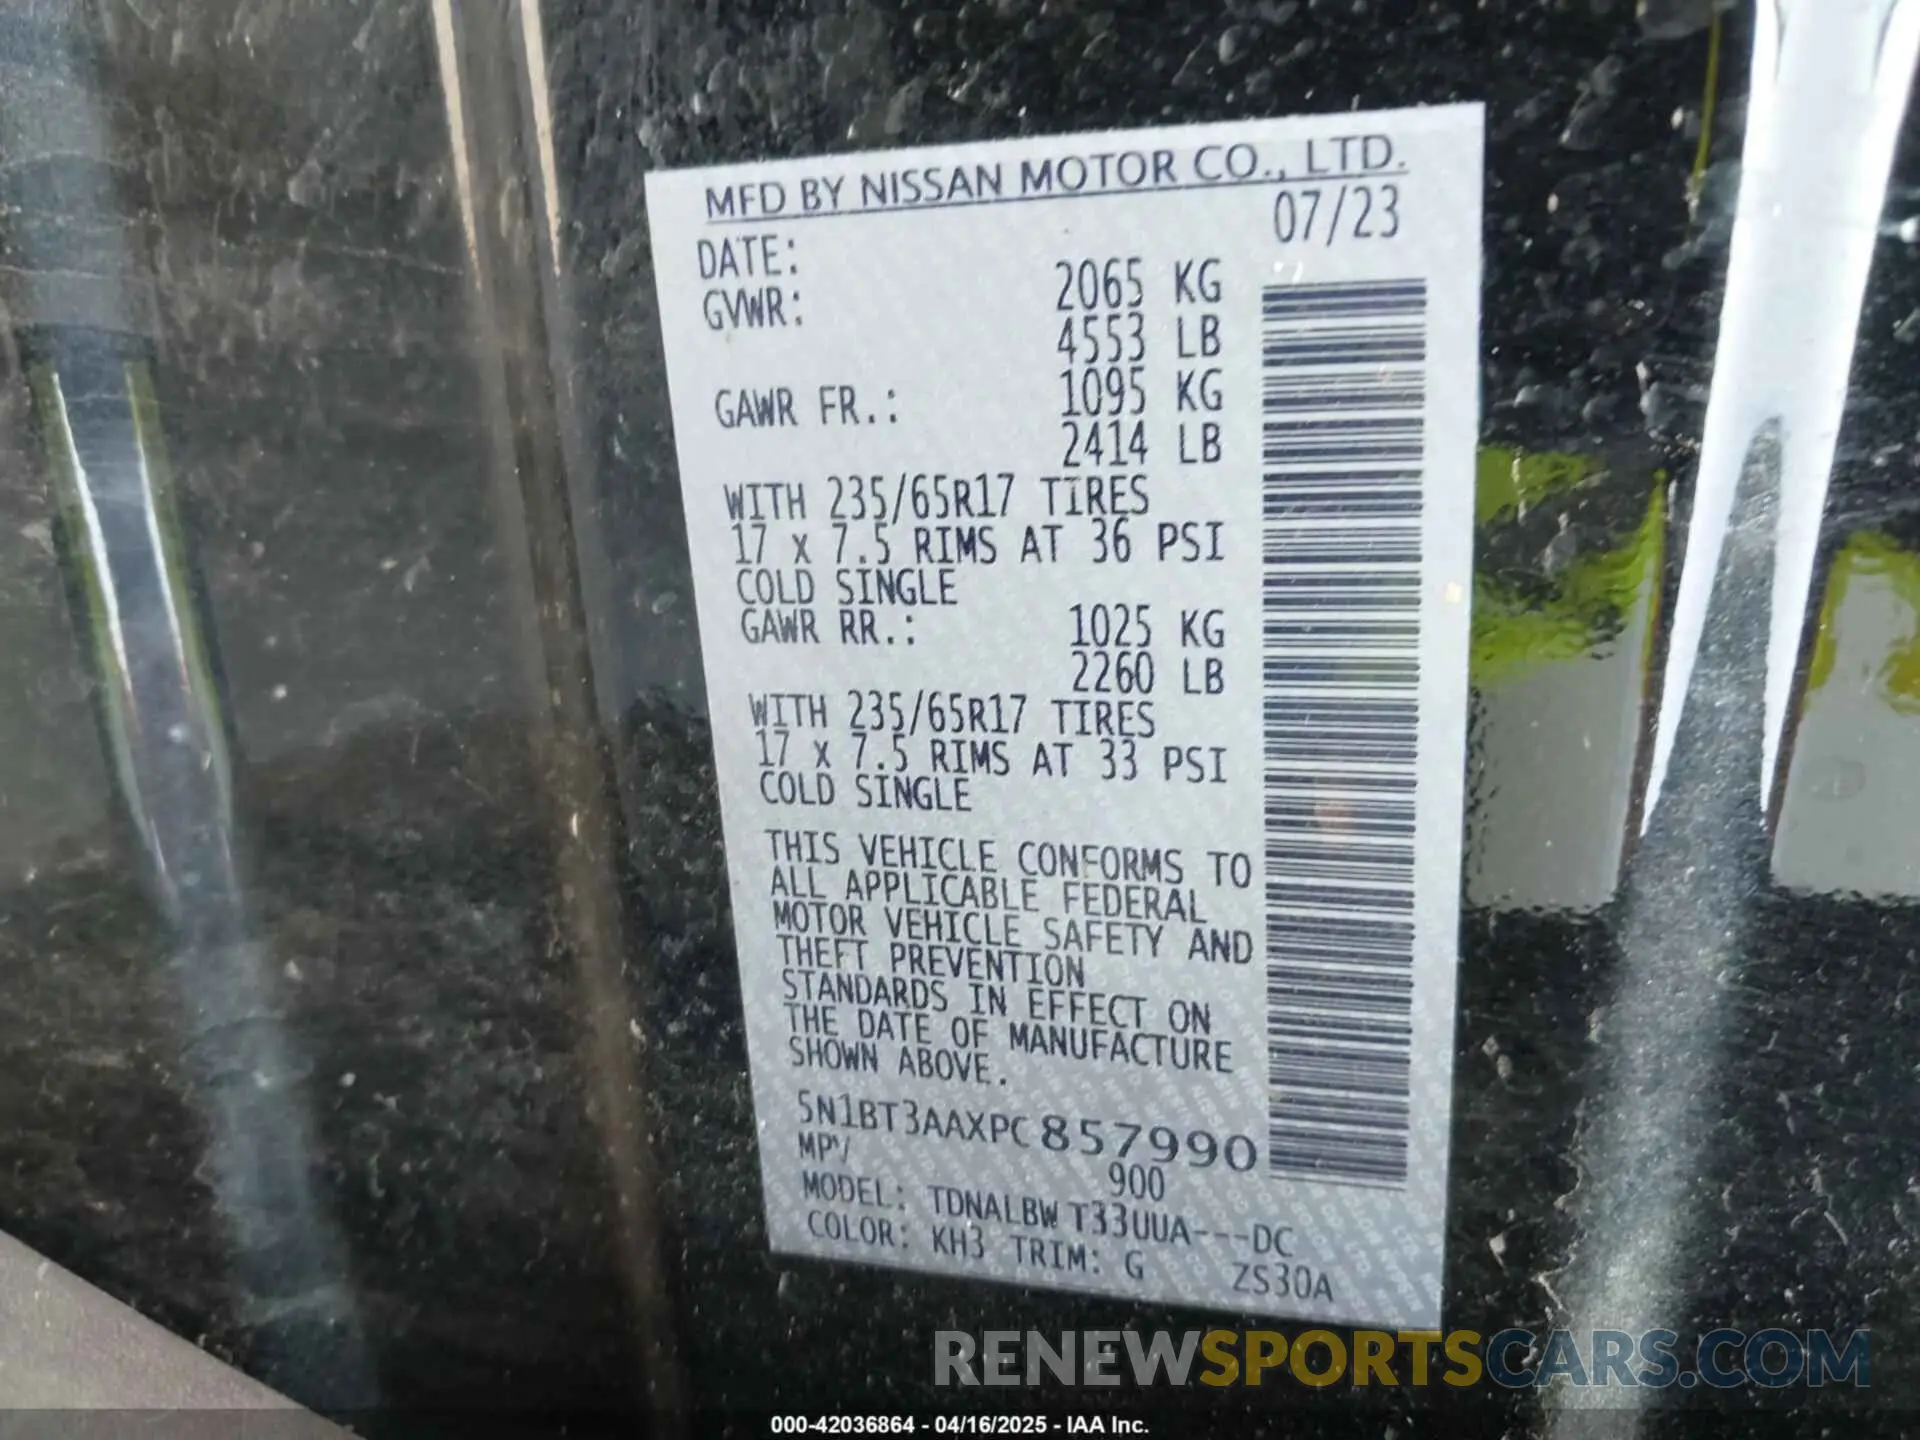 MFD BY NISSAN MOTOR CO., LTD.
DATE: 07/23
GVWR: 2065 KG
4553 LB
GAWR FR.: 1095 KG
2414 LB
WITH 235/65R17 TIRES
17 x 7.5 RIMS AT 36 PSI
COLD SINGLE
GAWR RR.: 1025 KG
2260 LB
WITH 235/65R17 TIRES
17 x 7.5 RIMS AT 33 PSI
COLD SINGLE
THIS VEHICLE CONFORMS TO
ALL APPLICABLE FEDERAL
MOTOR VEHICLE SAFETY AND
THEFT PREVENTION
STANDARDS IN EFFECT ON
THE DATE OF MANUFACTURE
SHOWN ABOVE.
5N1BT3AAXPC857990
MPV
900
MODEL: TDNALBW T33UUA---DC
COLOR: KH3 TRIM: G ZS30A
RENEWSPORTSCARS.COM
000-42036864 - 04/16/2025 - IAA Inc.